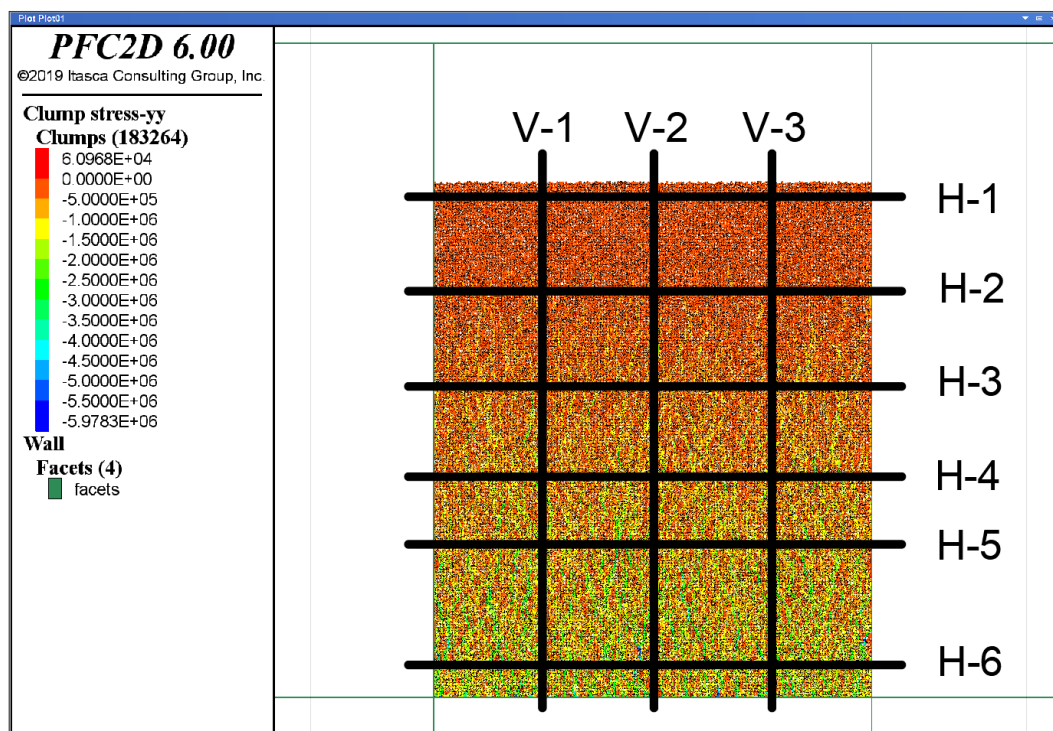 Plot Plot01
PFC2D 6.00
©2019 Itasca Consulting Group, Inc.
Clump stress-yy
Clumps (183264)
6.0968E+04
0.0000E+00
-5.0000E+05
-1.0000E+06
-1.5000E+06
-2.0000E+06
-2.5000E+06
-3.0000E+06
-3.5000E+06
-4.0000E+06
-4.5000E+06
-5.0000E+06
-5.5000E+06
-5.9783E+06
Wall
Facets (4)
facets
V-1 V-2 V-3
H-1
H-2
H-3
H-4
H-5
H-6